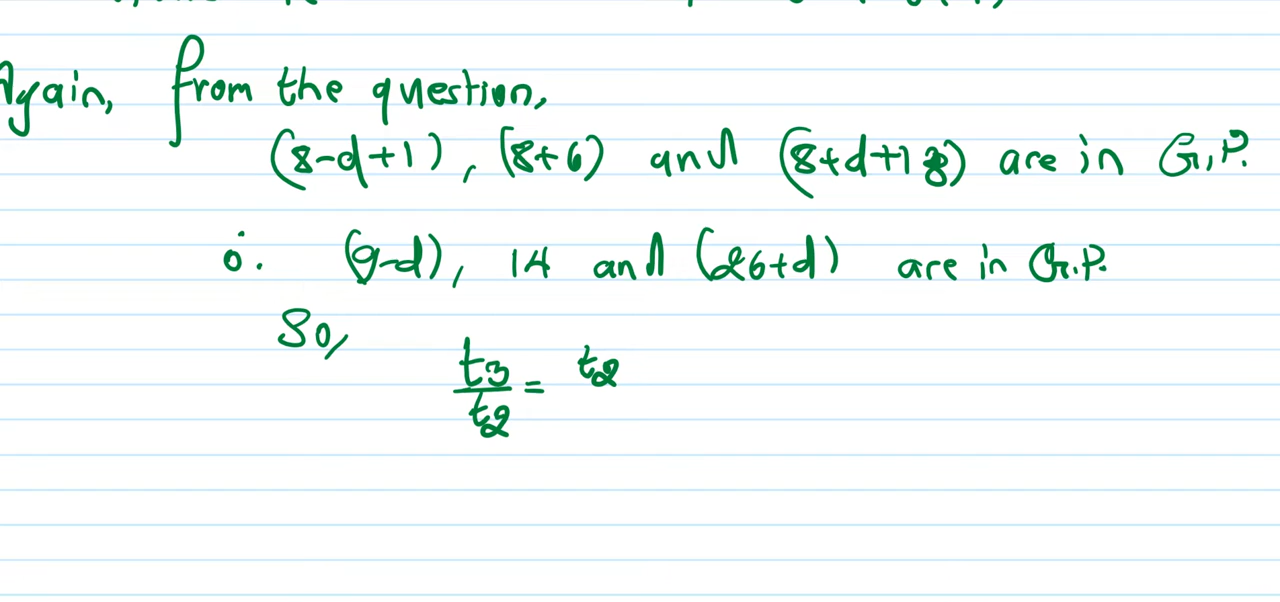 Again, from the question,
(8-d+1), (8+6) and (8+d+18) are in G.P.
∴ (9-d), 14 and (26+d) are in G.P.
So,
t3/t2 = t2